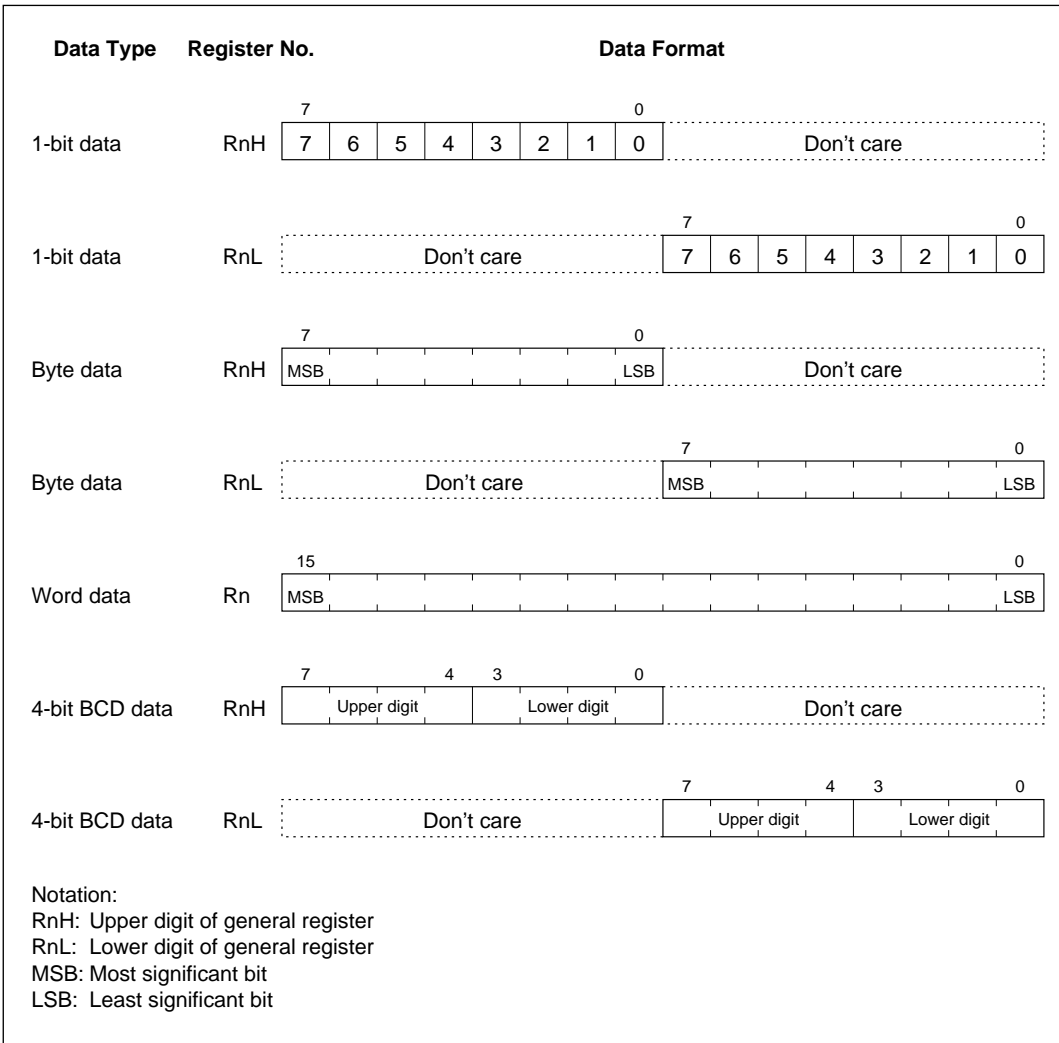 Data Type Register No. Data Format
7 0
1-bit data RnH 7 6 5 4 3 2 1 0 Don't care
7 0
1-bit data RnL Don't care 7 6 5 4 3 2 1 0
7 0
Byte data RnH MSB LSB Don't care
7 0
Byte data RnL Don't care MSB LSB
15 0
Word data Rn MSB LSB
7 4 3 0
4-bit BCD data RnH Upper digit Lower digit Don't care
7 4 3 0
4-bit BCD data RnL Don't care Upper digit Lower digit
Notation:
RnH: Upper digit of general register
RnL: Lower digit of general register
MSB: Most significant bit
LSB: Least significant bit